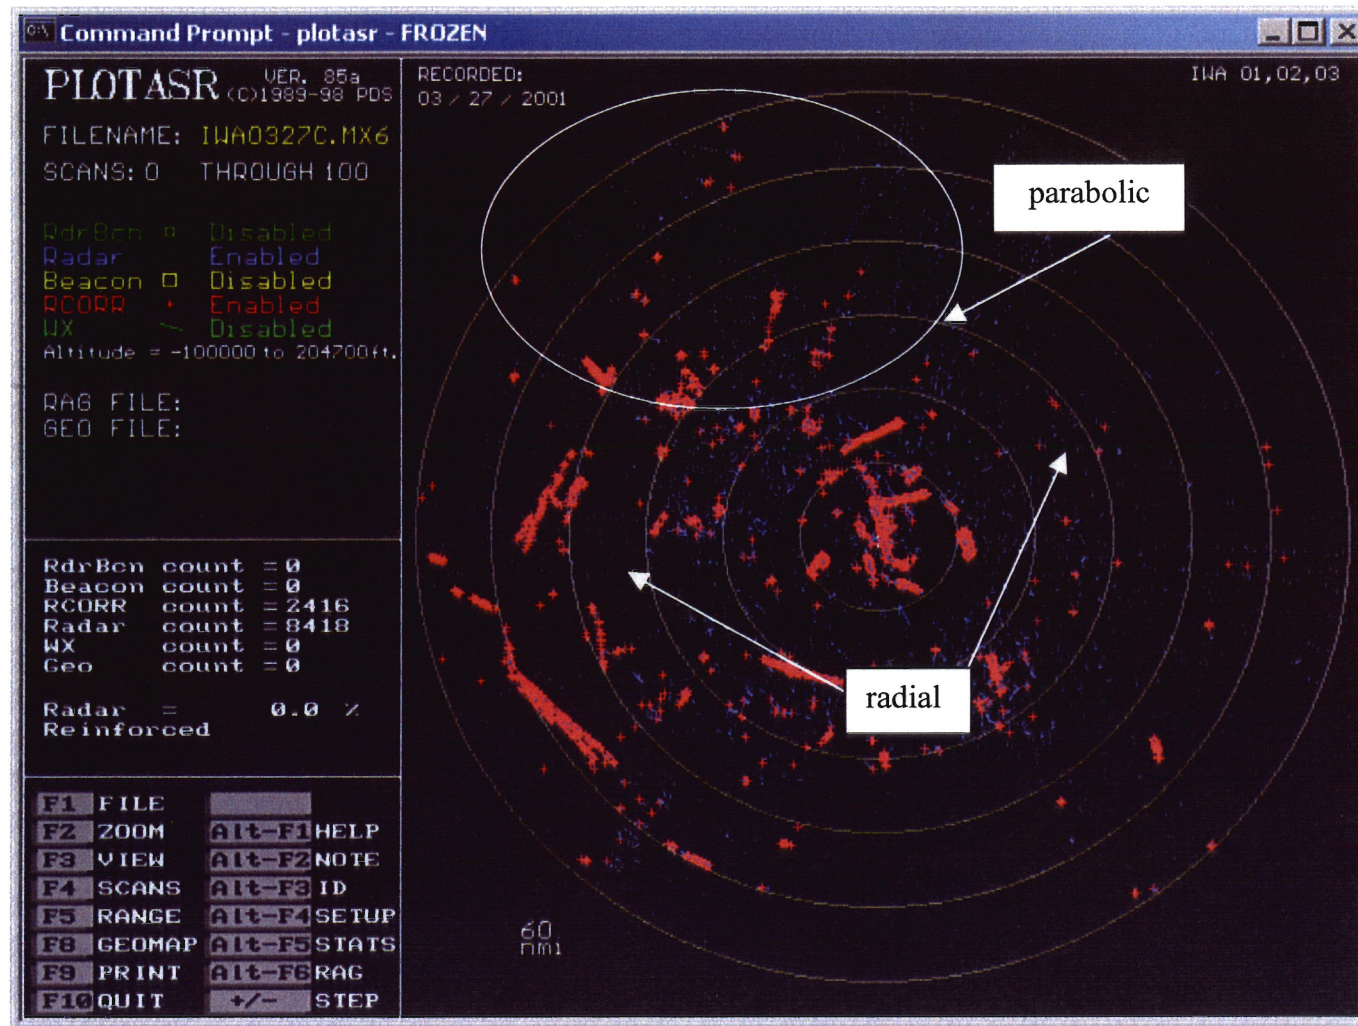 Command Prompt - plotasr - FROZEN
PLOTASR VER. 85a
(C)1989-98 PDS
FILENAME: IWA0327C.MX6
SCANS: 0 THROUGH 100
RdrBcn Disabled
Radar Enabled
Beacon Disabled
RCORR + Enabled
WX Disabled
Altitude = -100000 to 204700ft.
RAG FILE:
GEO FILE:
RdrBcn count = 0
Beacon count = 0
RCORR count = 2416
Radar count = 8418
WX count = 0
Geo count = 0
Radar = 0.0 %
Reinforced
F1 FILE
F2 ZOOM Alt-F1 HELP
F3 VIEW Alt-F2 NOTE
F4 SCANS Alt-F3 ID
F5 RANGE Alt-F4 SETUP
F8 GEOMAP Alt-F5 STATS
F9 PRINT Alt-F6 RAG
F10 QUIT +/- STEP
RECORDED:
03 / 27 / 2001
IWA 01,02,03
parabolic
radial
60
nmi